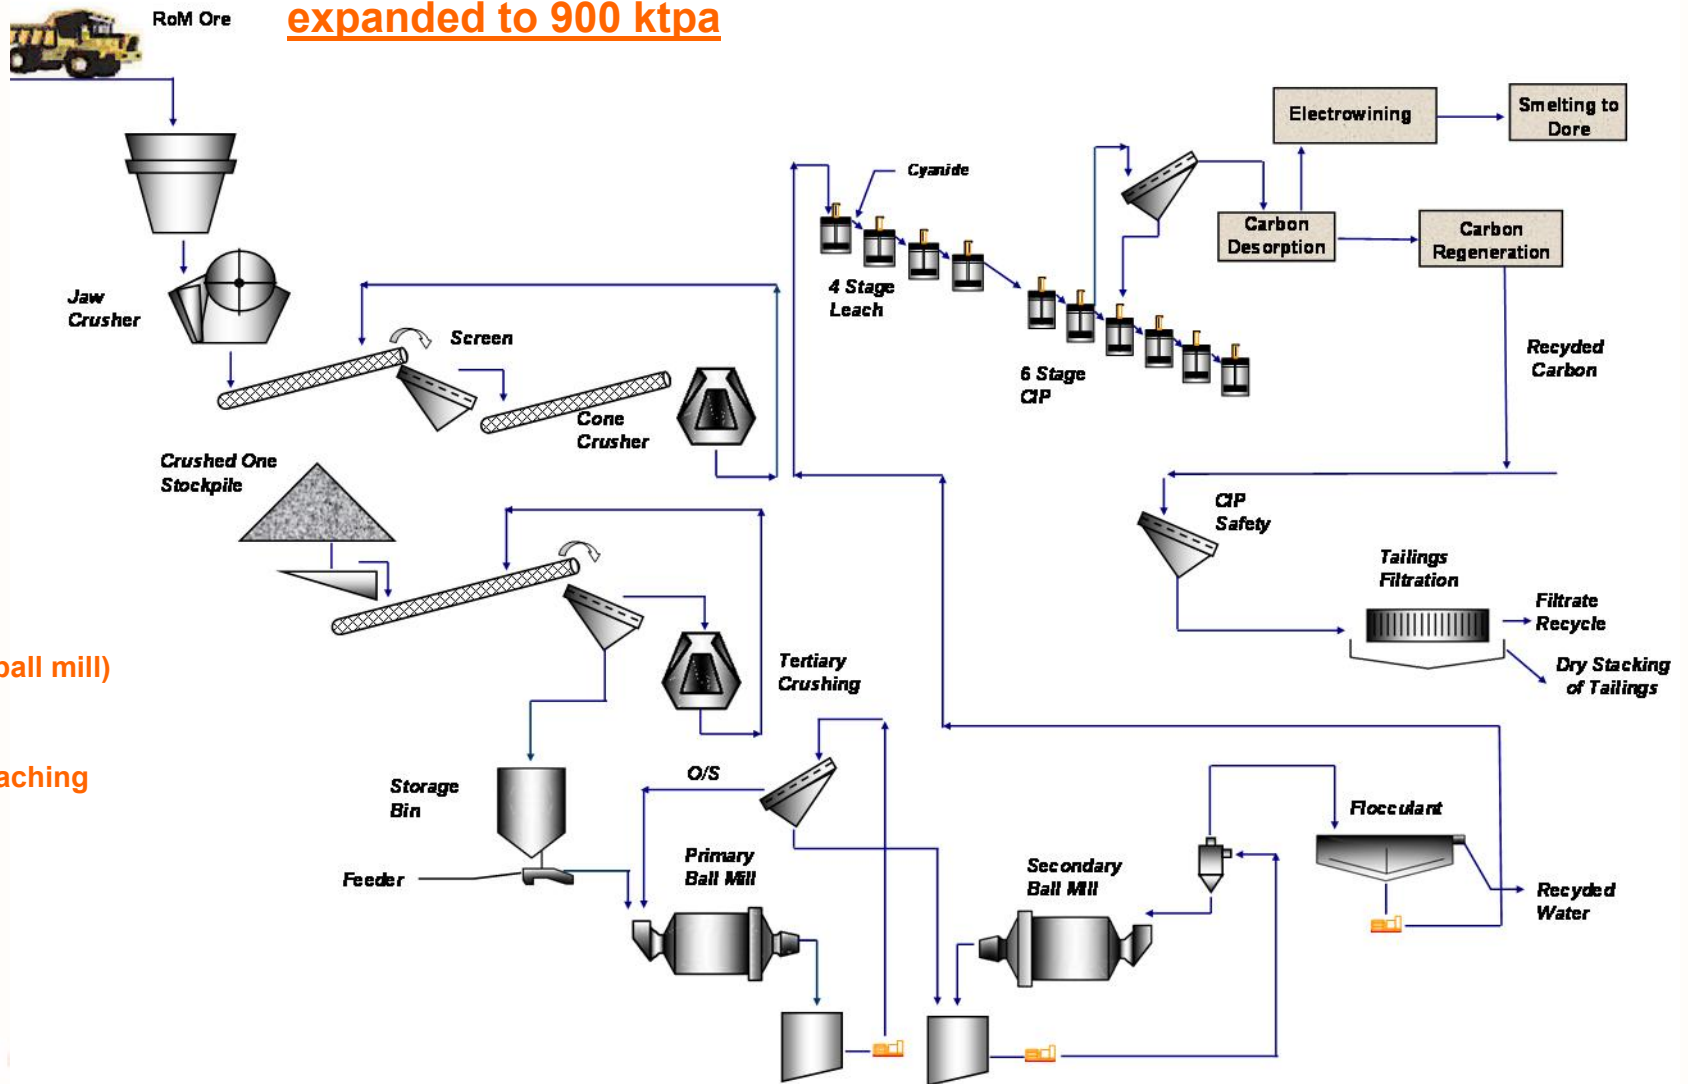 RoM Ore
expanded to 900 ktpa
Electrowining
Smelting to
Dore
Cyanide
Carbon
Desorption
Carbon
Regeneration
4 Stage
Leach
Jaw
Crusher
Screen
6 Stage
CIP
Recyded
Carbon
Cone
Crusher
Crushed One
Stockpile
CIP
Safety
Tailings
Filtration
Filtrate
Recycle
Dry Stacking
of Tailings
ball mill)
Tertiary
Crushing
aching
O/S
Storage
Bin
Flocculant
Primary
Ball Mill
Secondary
Ball Mill
Feeder
Recyded
Water